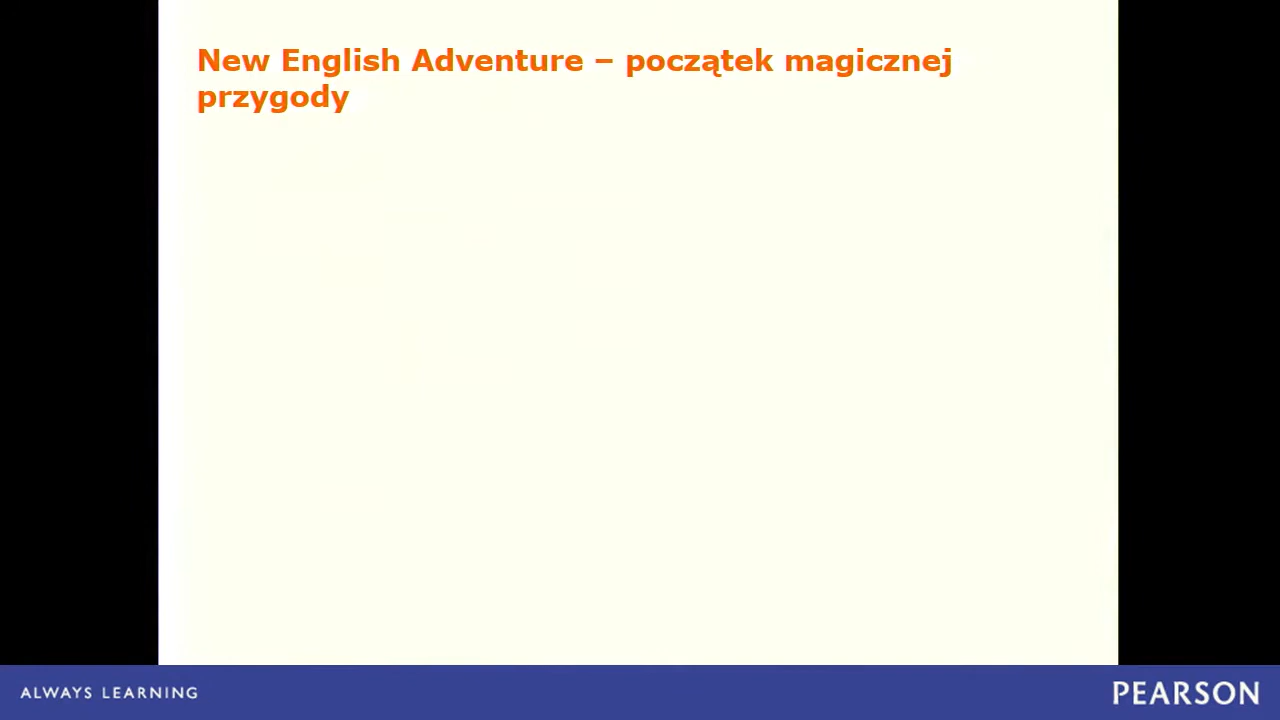 New English Adventure – początek magicznej
przygody
ALWAYS LEARNING
PEARSON